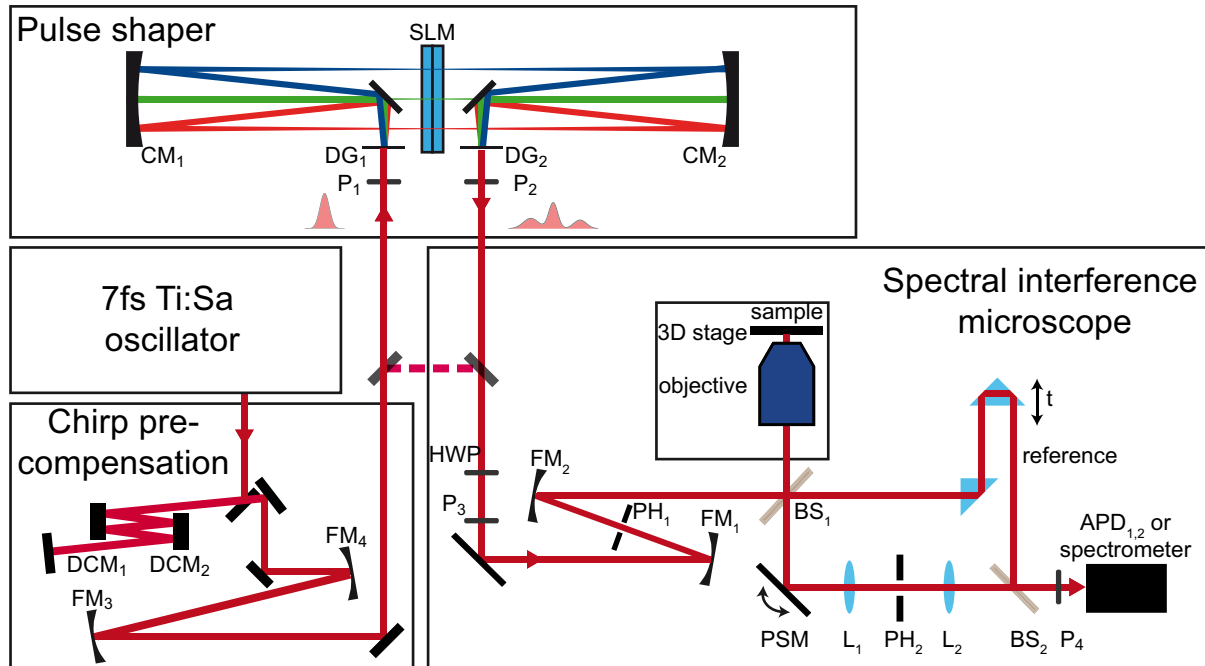 Pulse shaper
SLM
CM1
DG1
DG2
CM2
P1
P2
7fs Ti:Sa
oscillator
Spectral interference
microscope
sample
3D stage
objective
t
reference
Chirp pre-
compensation
HWP
FM2
P3
PH1
FM1
BS1
APD1,2 or
spectrometer
DCM1
DCM2
FM4
FM3
PSM
L1
PH2
L2
BS2
P4